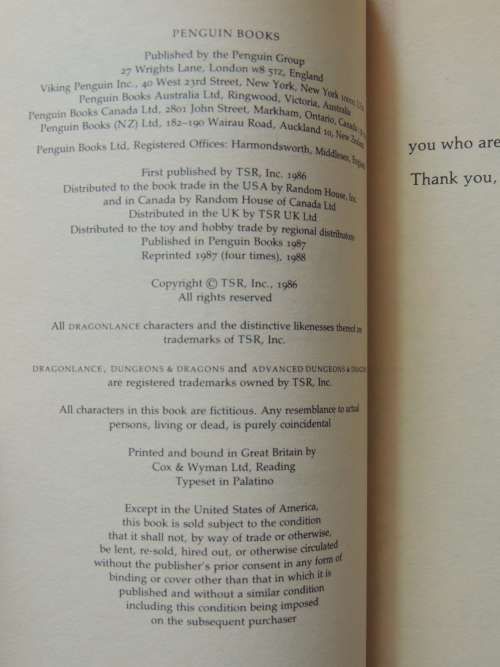 PENGUIN BOOKS
Published by the Penguin Group
27 Wrights Lane, London W8 5TZ, England
Viking Penguin Inc., 40 West 23rd Street, New York, New York
Penguin Books Australia Ltd, Ringwood, Victoria, Australia
Penguin Books Canada Ltd, 2801 John Street, Markham, Ontario, Canada
Penguin Books (NZ) Ltd, 182–190 Wairau Road, Auckland 10, New Zealand
Penguin Books Ltd, Registered Offices: Harmondsworth, Middlesex, England
First published by TSR, Inc. 1986
Distributed to the book trade in the USA by Random House, Inc.
and in Canada by Random House of Canada Ltd
Distributed in the UK by TSR UK Ltd
Distributed to the toy and hobby trade by regional distributors
Published in Penguin Books 1987
Reprinted 1987 (four times), 1988
Copyright © TSR, Inc., 1986
All rights reserved
All DRAGONLANCE characters and the distinctive likenesses thereof are
trademarks of TSR, Inc.
DRAGONLANCE, DUNGEONS & DRAGONS and ADVANCED DUNGEONS &
are registered trademarks owned by TSR, Inc.
All characters in this book are fictitious. Any resemblance to actual
persons, living or dead, is purely coincidental
Printed and bound in Great Britain by
Cox & Wyman Ltd, Reading
Typeset in Palatino
Except in the United States of America,
this book is sold subject to the condition
that it shall not, by way of trade or otherwise,
be lent, re-sold, hired out, or otherwise circulated
without the publisher's prior consent in any form of
binding or cover other than that in which it is
published and without a similar condition
including this condition being imposed
on the subsequent purchaser
you who are
Thank you,